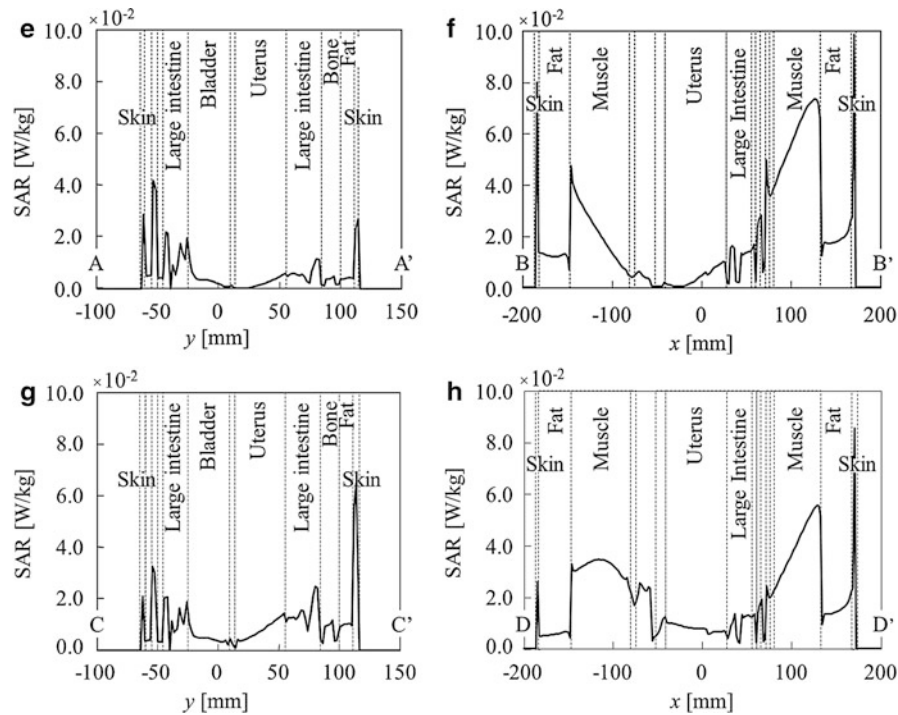 e
×10⁻²
10.0
8.0
6.0
4.0
2.0
0.0
SAR [W/kg]
Skin
Large intestine
Bladder
Uterus
Large intestine
Bone
Fat
Skin
A
A'
-100
-50
0
50
100
150
y [mm]
f
×10⁻²
10.0
8.0
6.0
4.0
2.0
0.0
SAR [W/kg]
Skin
Fat
Muscle
Uterus
Large Intestine
Muscle
Fat
Skin
B
B'
-200
-100
0
100
200
x [mm]
g
×10⁻²
10.0
8.0
6.0
4.0
2.0
0.0
SAR [W/kg]
Skin
Large intestine
Bladder
Uterus
Large intestine
Bone
Fat
Skin
C
C'
-100
-50
0
50
100
150
y [mm]
h
×10⁻²
10.0
8.0
6.0
4.0
2.0
0.0
SAR [W/kg]
Skin
Fat
Muscle
Uterus
Large Intestine
Muscle
Fat
Skin
D
D'
-200
-100
0
100
200
x [mm]